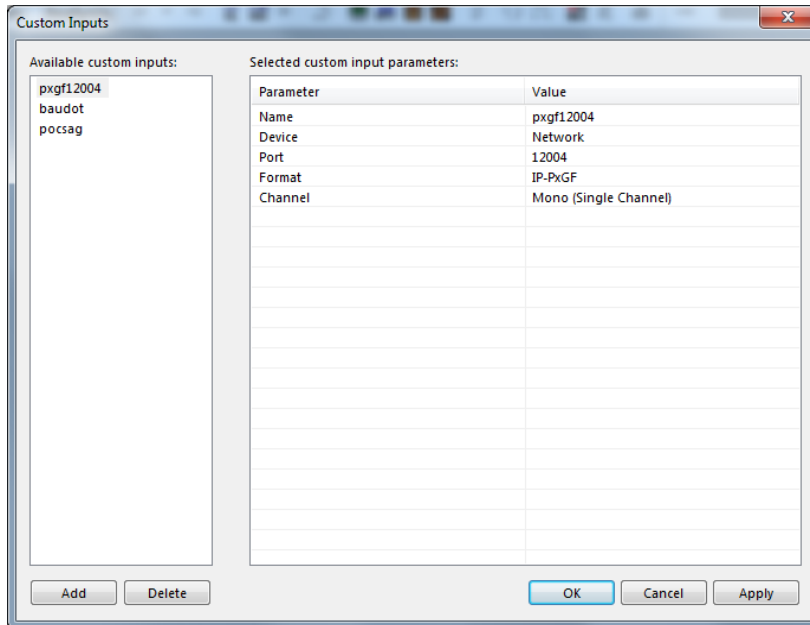 Custom Inputs
Available custom inputs:
pxgf12004
baudot
pocsag
Selected custom input parameters:
Parameter Value
Name pxgf12004
Device Network
Port 12004
Format IP-PxGF
Channel Mono (Single Channel)
Add Delete OK Cancel Apply